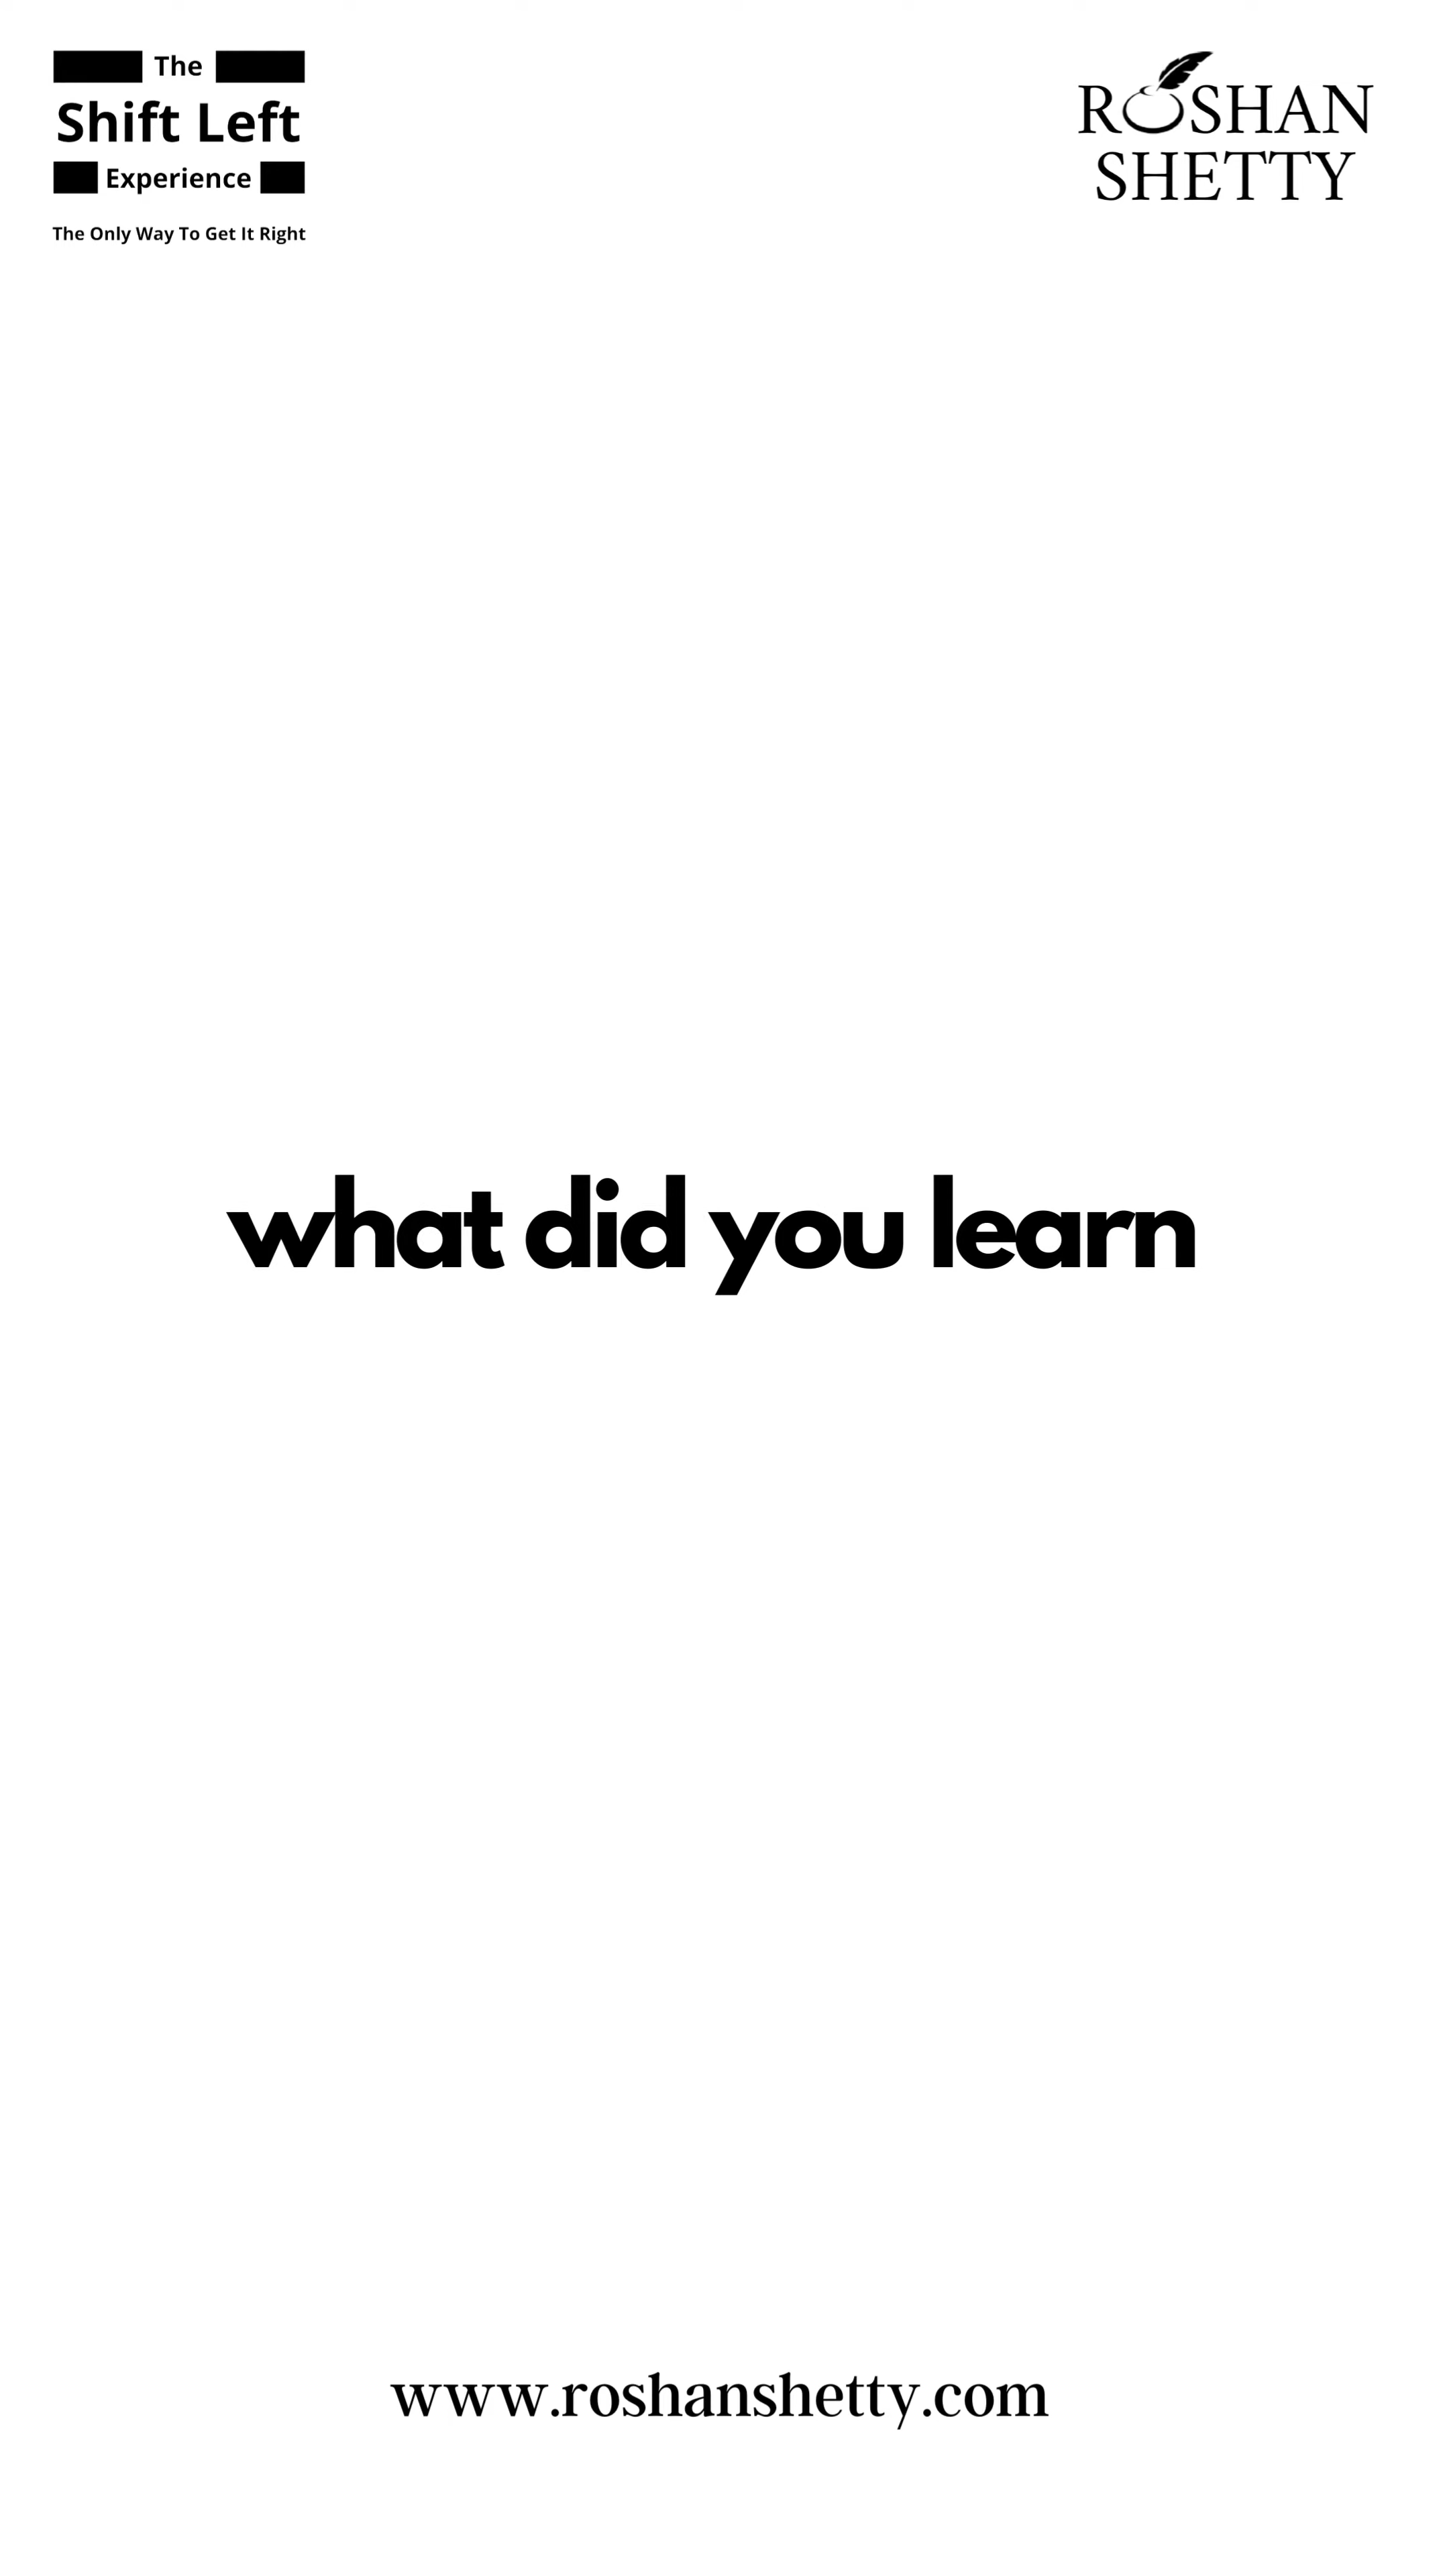 The
Shift Left
Experience
The Only Way To Get It Right
ROSHAN
SHETTY
what did you learn
www.roshanshetty.com